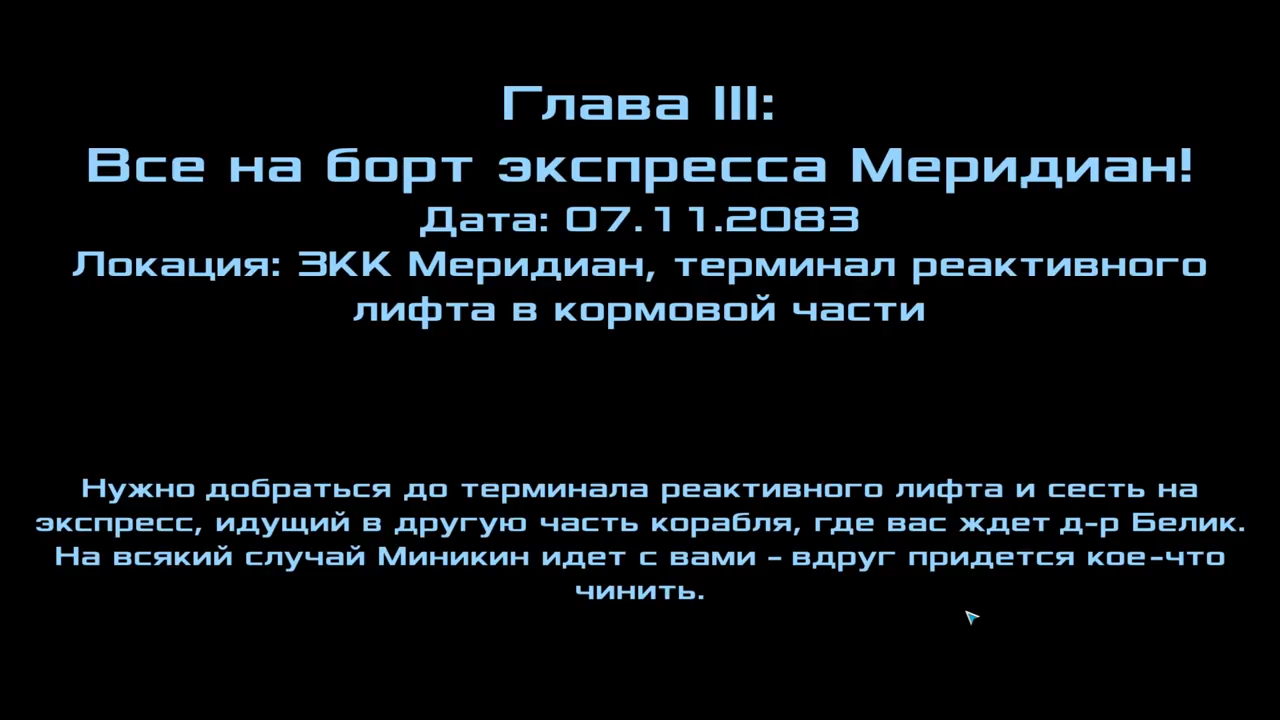 Глава III:
Все на борт экспресса Меридиан!
Дата: 07.11.2083
Локация: ЗКК Меридиан, терминал реактивного
лифта в кормовой части
Нужно добраться до терминала реактивного лифта и сесть на
экспресс, идущий в другую часть корабля, где вас ждет д-р Белик.
На всякий случай Миникин идет с вами – вдруг придется кое-что
чинить.